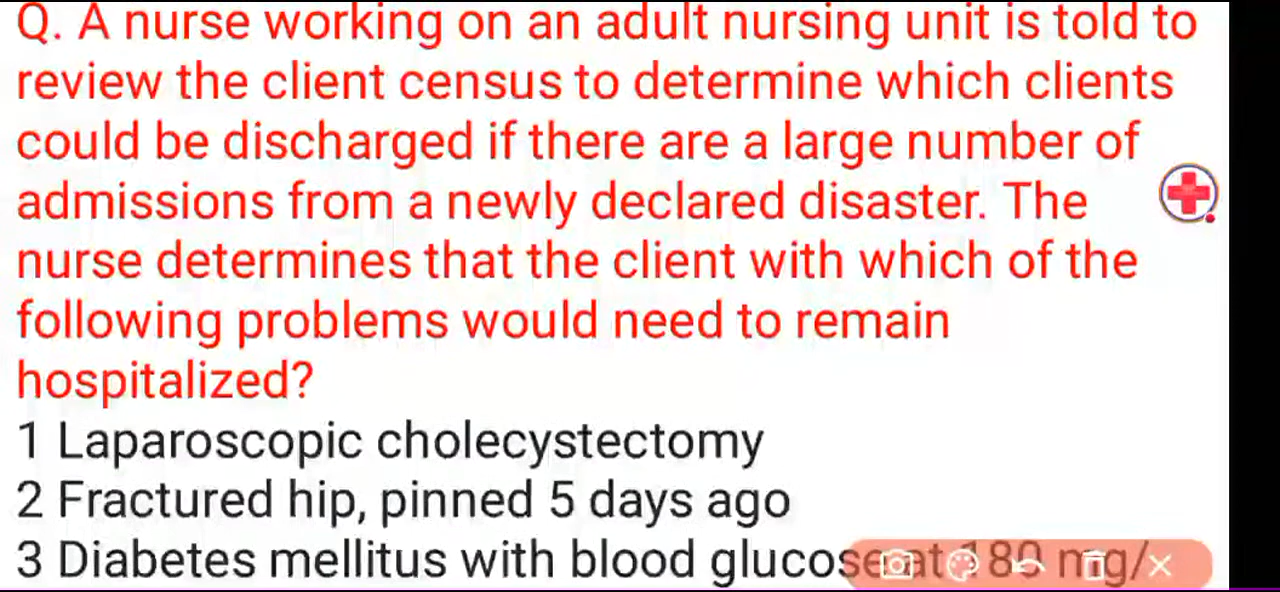 Q. A nurse working on an adult nursing unit is told to
review the client census to determine which clients
could be discharged if there are a large number of
admissions from a newly declared disaster. The
nurse determines that the client with which of the
following problems would need to remain
hospitalized?
1 Laparoscopic cholecystectomy
2 Fractured hip, pinned 5 days ago
3 Diabetes mellitus with blood glucose at 180 mg/